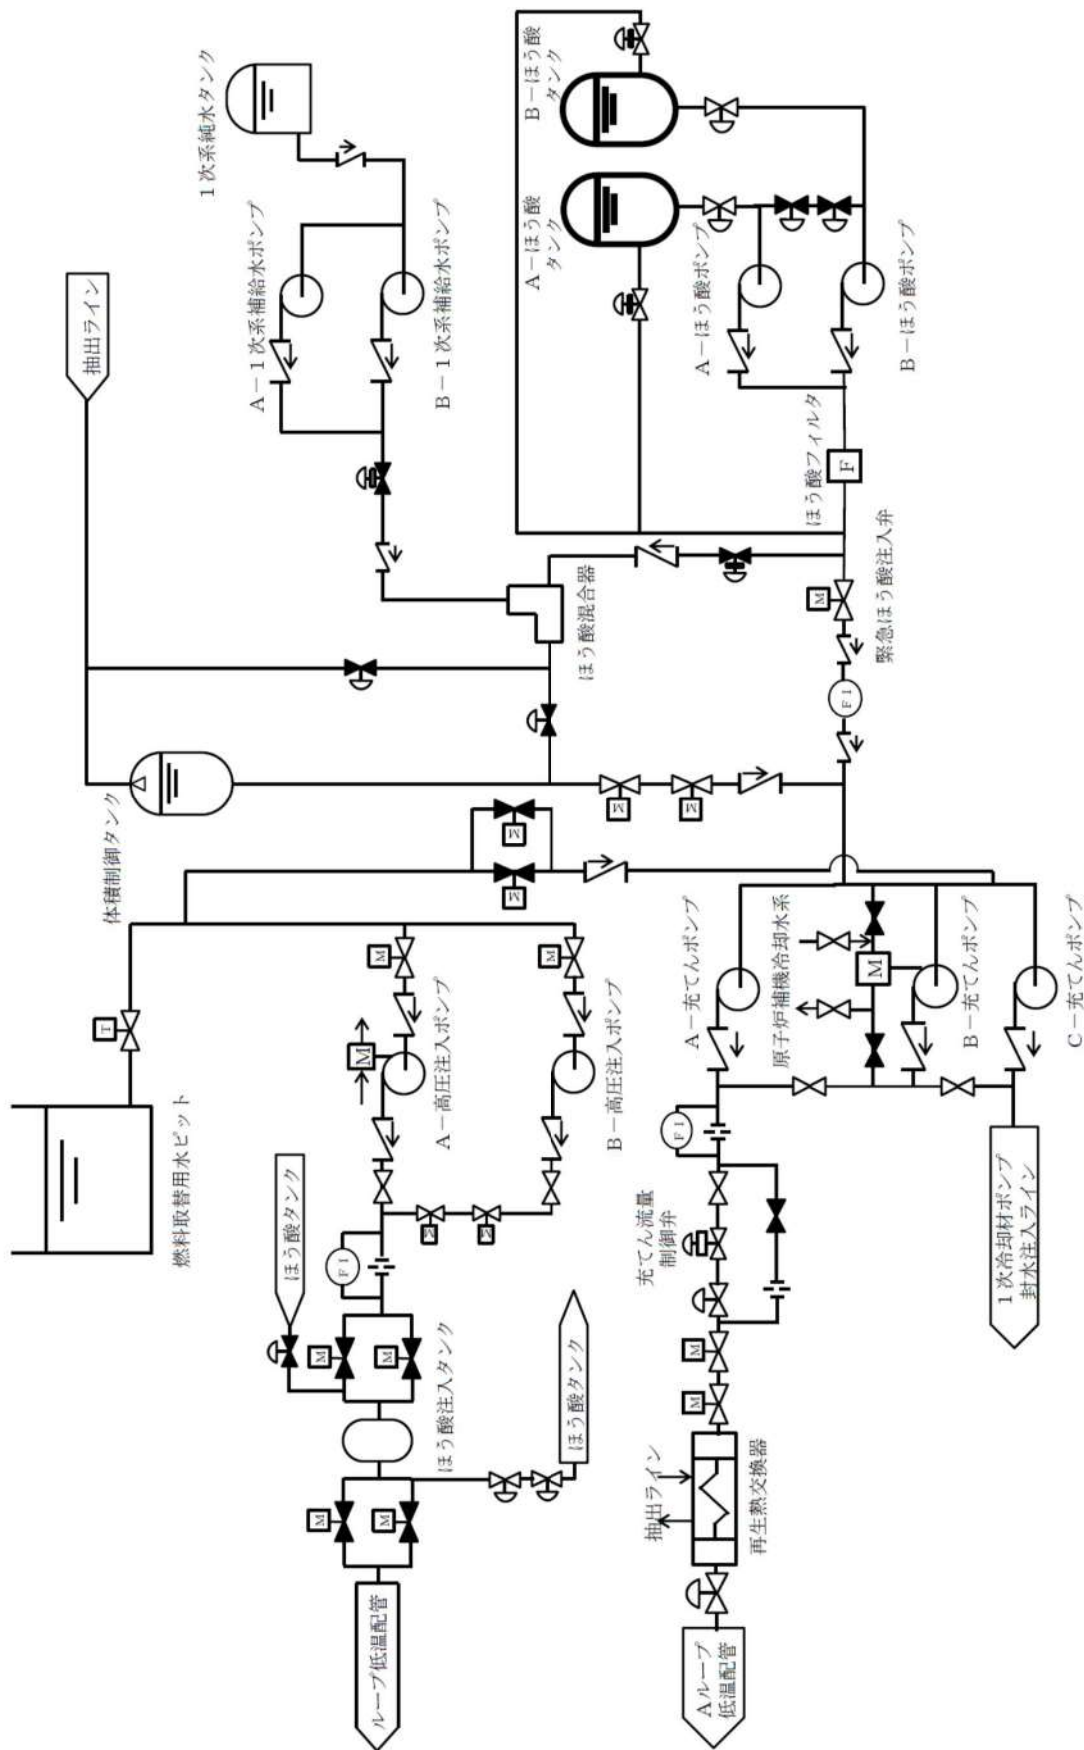 燃料取替用水ピット
T
体積制御タンク
抽出ライン
1次系純水タンク
A－1次系補給水ポンプ
B－1次系補給水ポンプ
B－ほう酸
タンク
A－ほう酸
タンク
A－ほう酸ポンプ
B－ほう酸ポンプ
ほう酸フィルタ
F
緊急ほう酸注入弁
M
FI
ほう酸混合器
M
M
M
M
ほう酸タンク
FI
M
M
M
M
A－高圧注入ポンプ
B－高圧注入ポンプ
M
M
M
ループ低温配管
M
M
ほう酸注入タンク
ほう酸タンク
A－充てんポンプ
原子炉補機冷却水系
M
B－充てんポンプ
C－充てんポンプ
1次冷却材ポンプ
封水注入ライン
FI
充てん流量
制御弁
M
M
抽出ライン
再生熱交換器
Aループ
低温配管